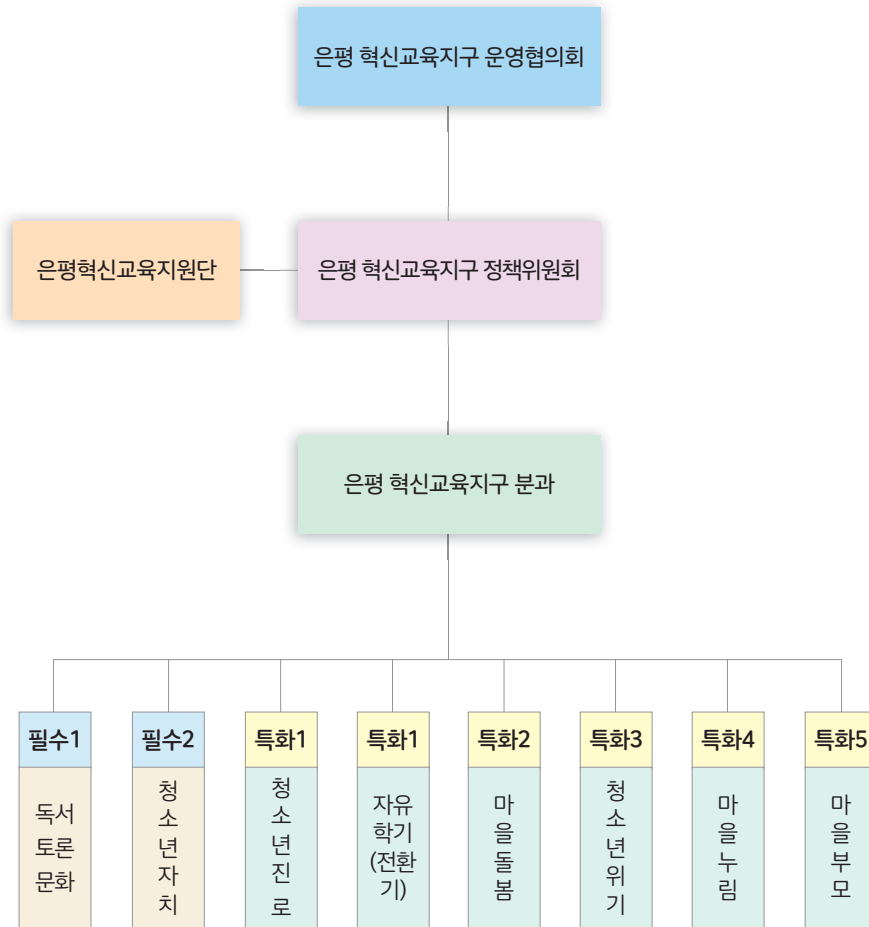 은평 혁신교육지구 운영협의회
은평혁신교육지원단
은평 혁신교육지구 정책위원회
은평 혁신교육지구 분과
필수1
필수2
특화1
특화1
특화2
특화3
특화4
특화5
독서
토론
문화
청
소
년
자
치
청
소
년
진
로
자유
학기
(전환
기)
마
을
돌
봄
청
소
년
위
기
마
을
누
림
마
을
부
모